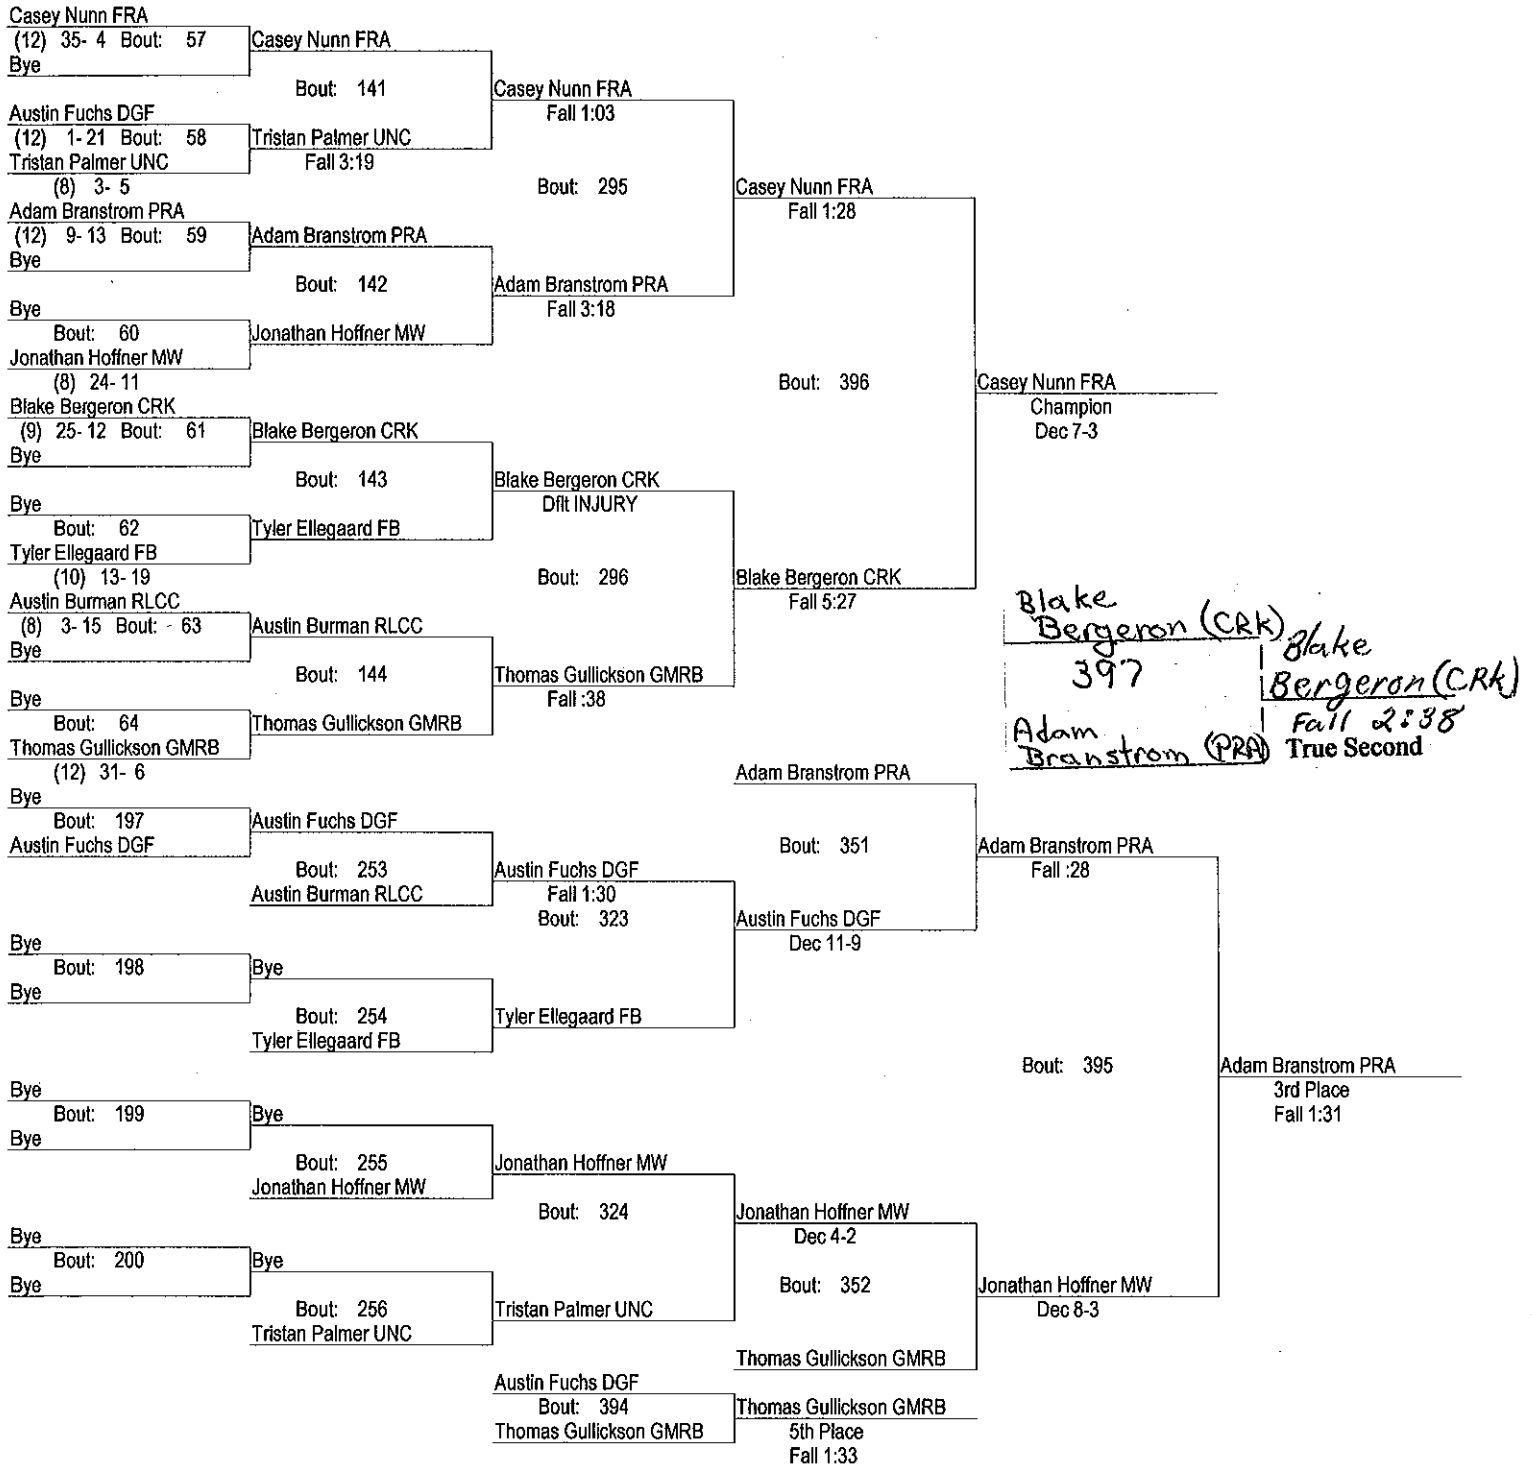 Casey Nunn FRA
(12) 35- 4 Bout: 57
Bye
Casey Nunn FRA
Bout: 141
Casey Nunn FRA
Fall 1:03
Austin Fuchs DGF
(12) 1- 21 Bout: 58
Tristan Palmer UNC
(8) 3- 5
Tristan Palmer UNC
Fall 3:19
Bout: 295
Casey Nunn FRA
Fall 1:28
Adam Branstrom PRA
(12) 9- 13 Bout: 59
Bye
Adam Branstrom PRA
Bout: 142
Adam Branstrom PRA
Fall 3:18
Bye
Bout: 60
Jonathan Hoffner MW
(8) 24- 11
Jonathan Hoffner MW
Bout: 396
Casey Nunn FRA
Champion
Dec 7-3
Blake Bergeron CRK
(9) 25- 12 Bout: 61
Bye
Blake Bergeron CRK
Bout: 143
Blake Bergeron CRK
Dflt INJURY
Bye
Bout: 62
Tyler Ellegaard FB
(10) 13- 19
Tyler Ellegaard FB
Bout: 296
Blake Bergeron CRK
Fall 5:27
Austin Burman RLCC
(8) 3- 15 Bout: 63
Bye
Austin Burman RLCC
Bout: 144
Thomas Gullickson GMRB
Fall :38
Bye
Bout: 64
Thomas Gullickson GMRB
(12) 31- 6
Thomas Gullickson GMRB
Blake
Bergeron (CRK)
397
Adam
Branstrom (PRA)
Blake
Bergeron (CRK)
Fall 2:38
True Second
Bye
Bout: 197
Austin Fuchs DGF
Austin Fuchs DGF
Bout: 253
Austin Burman RLCC
Austin Fuchs DGF
Fall 1:30
Bout: 323
Adam Branstrom PRA
Bout: 351
Austin Fuchs DGF
Dec 11-9
Adam Branstrom PRA
Fall :28
Bye
Bout: 198
Bye
Bye
Bout: 254
Tyler Ellegaard FB
Tyler Ellegaard FB
Bout: 395
Adam Branstrom PRA
3rd Place
Fall 1:31
Bye
Bout: 199
Bye
Bye
Bout: 255
Jonathan Hoffner MW
Jonathan Hoffner MW
Bout: 324
Jonathan Hoffner MW
Dec 4-2
Bye
Bout: 200
Bye
Bye
Bout: 256
Tristan Palmer UNC
Tristan Palmer UNC
Bout: 352
Jonathan Hoffner MW
Dec 8-3
Thomas Gullickson GMRB
Austin Fuchs DGF
Bout: 394
Thomas Gullickson GMRB
Thomas Gullickson GMRB
5th Place
Fall 1:33